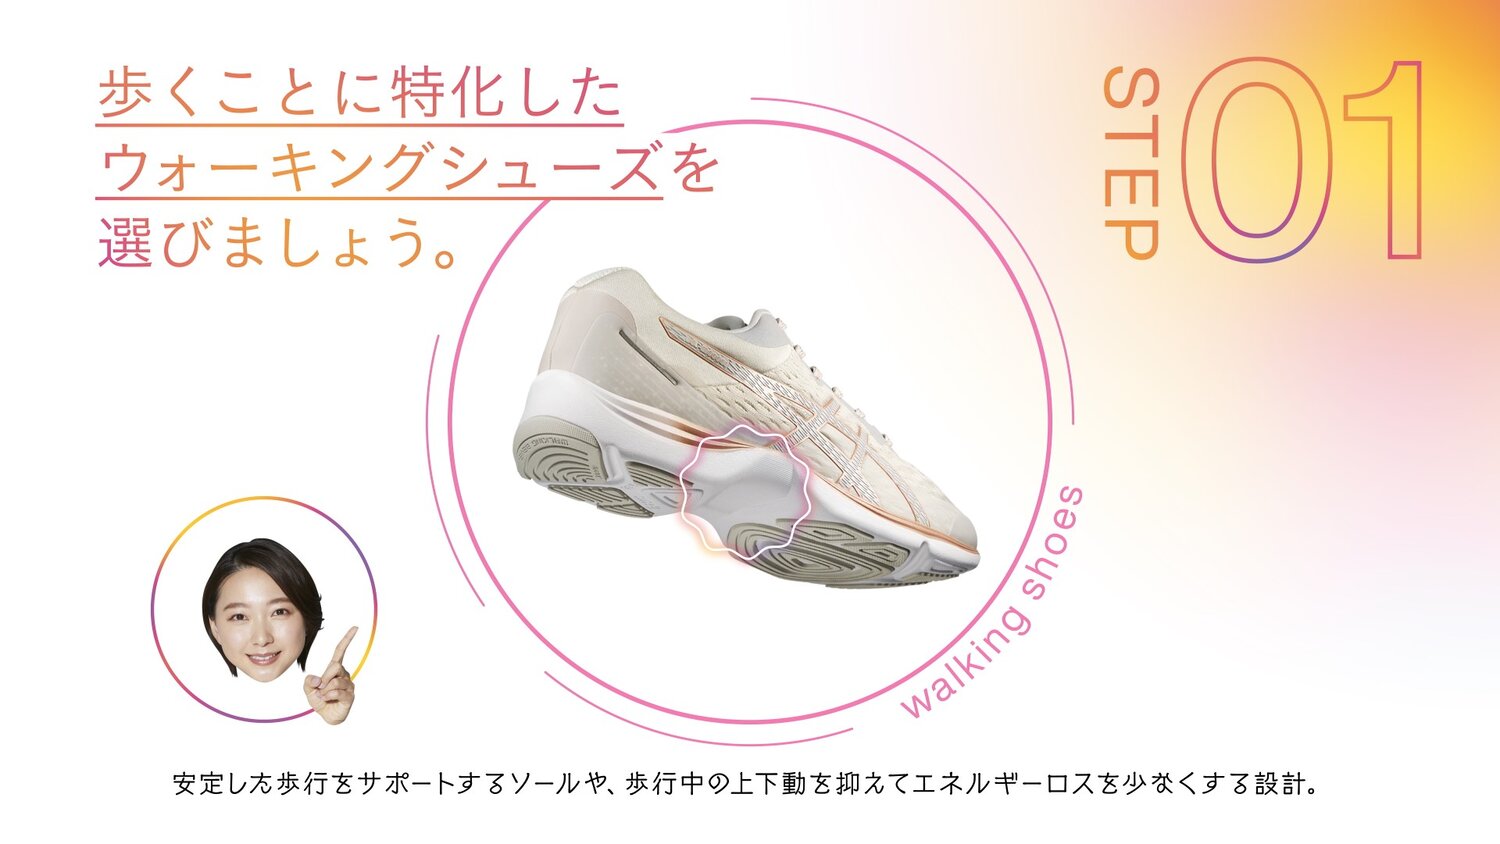 歩くことに特化した
ウォーキングシューズを
選びましょう。
STEP
01
walking shoes
安定した歩行をサポートするソールや、歩行中の上下動を抑えてエネルギーロスを少なくする設計。